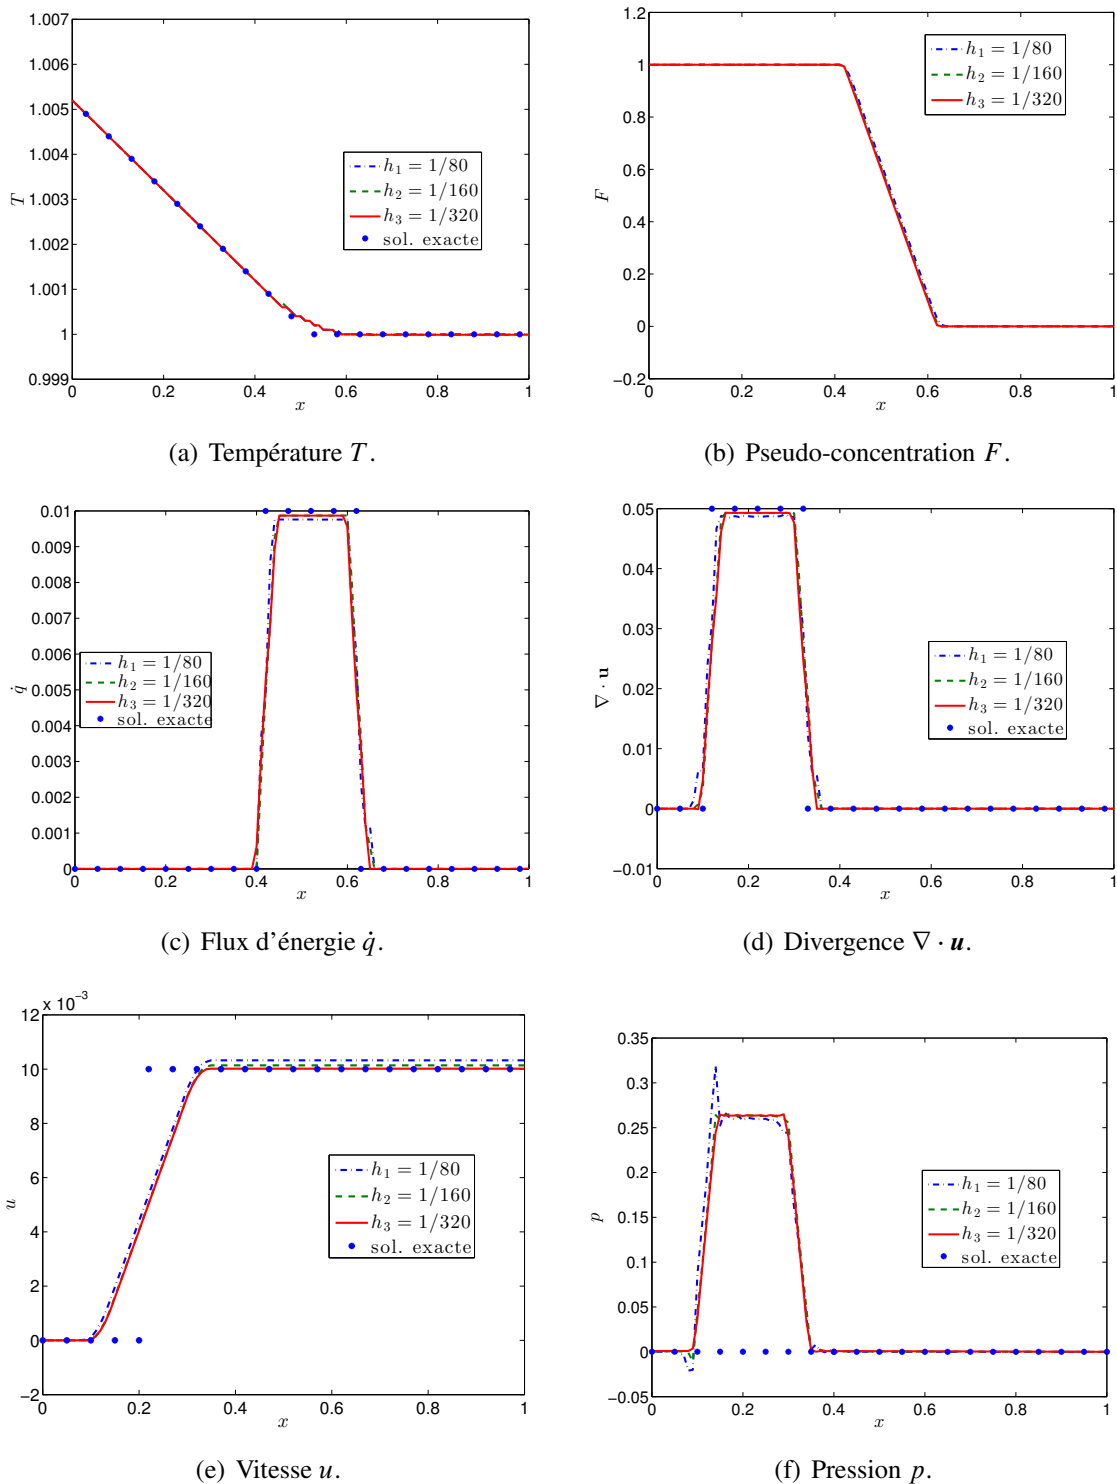 1.007
1.006
1.005
1.004
1.003
1.002
1.001
1
0.999
T
0
0.2
0.4
0.6
0.8
1
x
h₁ = 1/80
h₂ = 1/160
h₃ = 1/320
sol. exacte
(a) Température T.
1.2
1
0.8
0.6
0.4
0.2
0
−0.2
F
0
0.2
0.4
0.6
0.8
1
x
h₁ = 1/80
h₂ = 1/160
h₃ = 1/320
(b) Pseudo-concentration F.
0.01
0.009
0.008
0.007
0.006
0.005
0.004
0.003
0.002
0.001
0
q̇
0
0.2
0.4
0.6
0.8
1
x
h₁ = 1/80
h₂ = 1/160
h₃ = 1/320
sol. exacte
(c) Flux d'énergie q̇.
0.05
0.04
0.03
0.02
0.01
0
−0.01
∇ · u
0
0.2
0.4
0.6
0.8
1
x
h₁ = 1/80
h₂ = 1/160
h₃ = 1/320
sol. exacte
(d) Divergence ∇ · u.
x 10⁻³
12
10
8
6
4
2
0
−2
u
0
0.2
0.4
0.6
0.8
1
x
h₁ = 1/80
h₂ = 1/160
h₃ = 1/320
sol. exacte
(e) Vitesse u.
0.35
0.3
0.25
0.2
0.15
0.1
0.05
0
−0.05
p
0
0.2
0.4
0.6
0.8
1
x
h₁ = 1/80
h₂ = 1/160
h₃ = 1/320
sol. exacte
(f) Pression p.